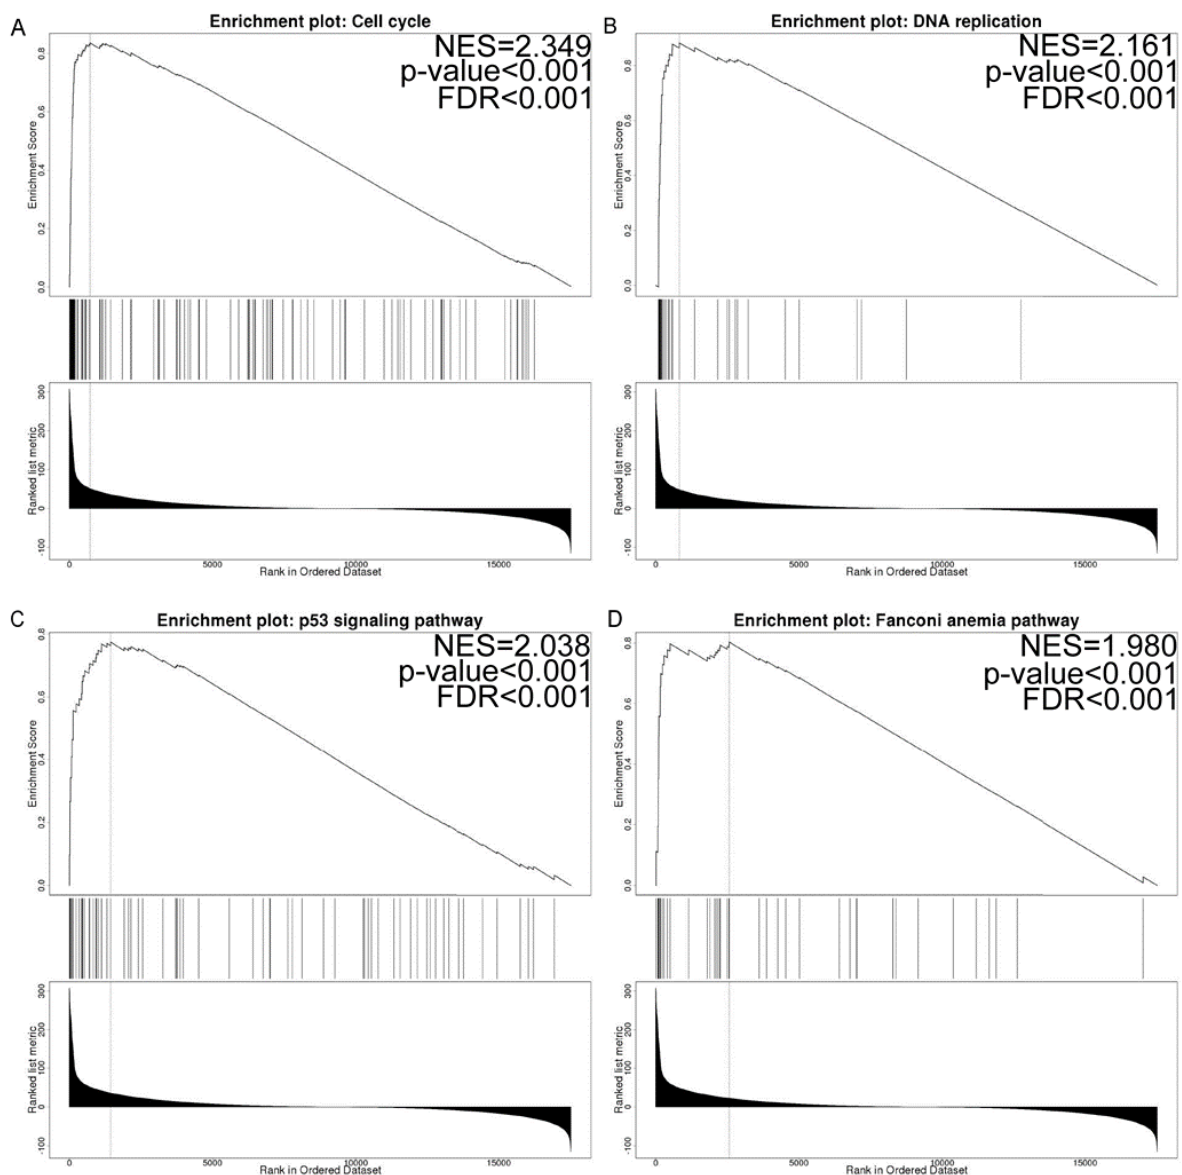 A
Enrichment plot: Cell cycle
NES=2.349
p-value<0.001
FDR<0.001
Enrichment Score
0.8
0.6
0.4
0.2
0.0
Ranked list metric
300
200
100
0
-100
0 5000 10000 15000
Rank in Ordered Dataset
B
Enrichment plot: DNA replication
NES=2.161
p-value<0.001
FDR<0.001
Enrichment Score
0.8
0.6
0.4
0.2
0.0
Ranked list metric
300
200
100
0
-100
0 5000 10000 15000
Rank in Ordered Dataset
C
Enrichment plot: p53 signaling pathway
NES=2.038
p-value<0.001
FDR<0.001
Enrichment Score
0.8
0.6
0.4
0.2
0.0
Ranked list metric
300
200
100
0
-100
0 5000 10000 15000
Rank in Ordered Dataset
D
Enrichment plot: Fanconi anemia pathway
NES=1.980
p-value<0.001
FDR<0.001
Enrichment Score
0.8
0.6
0.4
0.2
0.0
Ranked list metric
300
200
100
0
-100
0 5000 10000 15000
Rank in Ordered Dataset